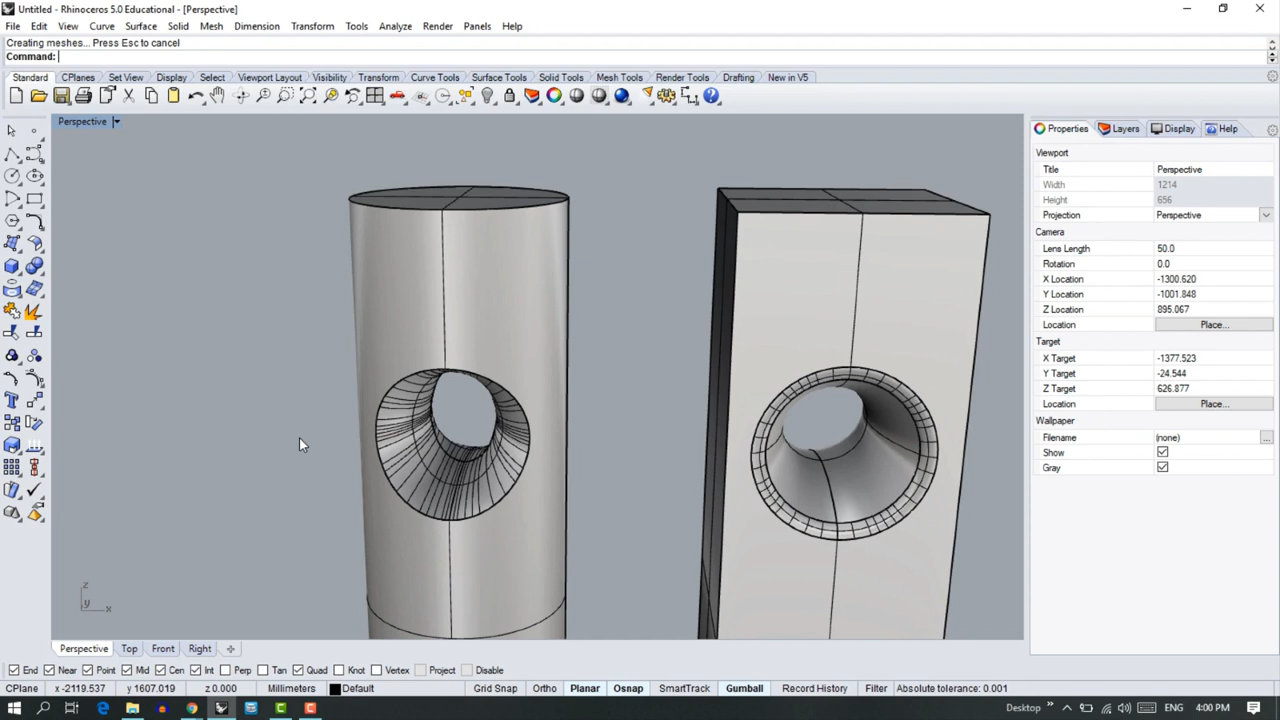 Untitled - Rhinoceros 5.0 Educational - [Perspective]
File Edit View Curve Surface Solid Mesh Dimension Transform Tools Analyze Render Panels Help
Creating meshes... Press Esc to cancel
Command:
Standard CPlanes Set View Display Select Viewport Layout Visibility Transform Curve Tools Surface Tools Solid Tools Mesh Tools Render Tools Drafting New in V5
Perspective
Properties Layers Display Help
Viewport
Title Perspective
Width 1214
Height 656
Projection Perspective
Camera
Lens Length 50.0
Rotation 0.0
X Location -1300.620
Y Location -1001.848
Z Location 895.067
Location Place...
Target
X Target -1377.523
Y Target -24.544
Z Target 626.877
Location Place...
Wallpaper
Filename (none) ...
Show
Gray
z
y x
Perspective Top Front Right
End Near Point Mid Cen Int Perp Tan Quad Knot Vertex Project Disable
CPlane x -2119.537 y 1607.019 z 0.000 Millimeters Default Grid Snap Ortho Planar Osnap SmartTrack Gumball Record History Filter Absolute tolerance: 0.001
Desktop ENG 4:00 PM